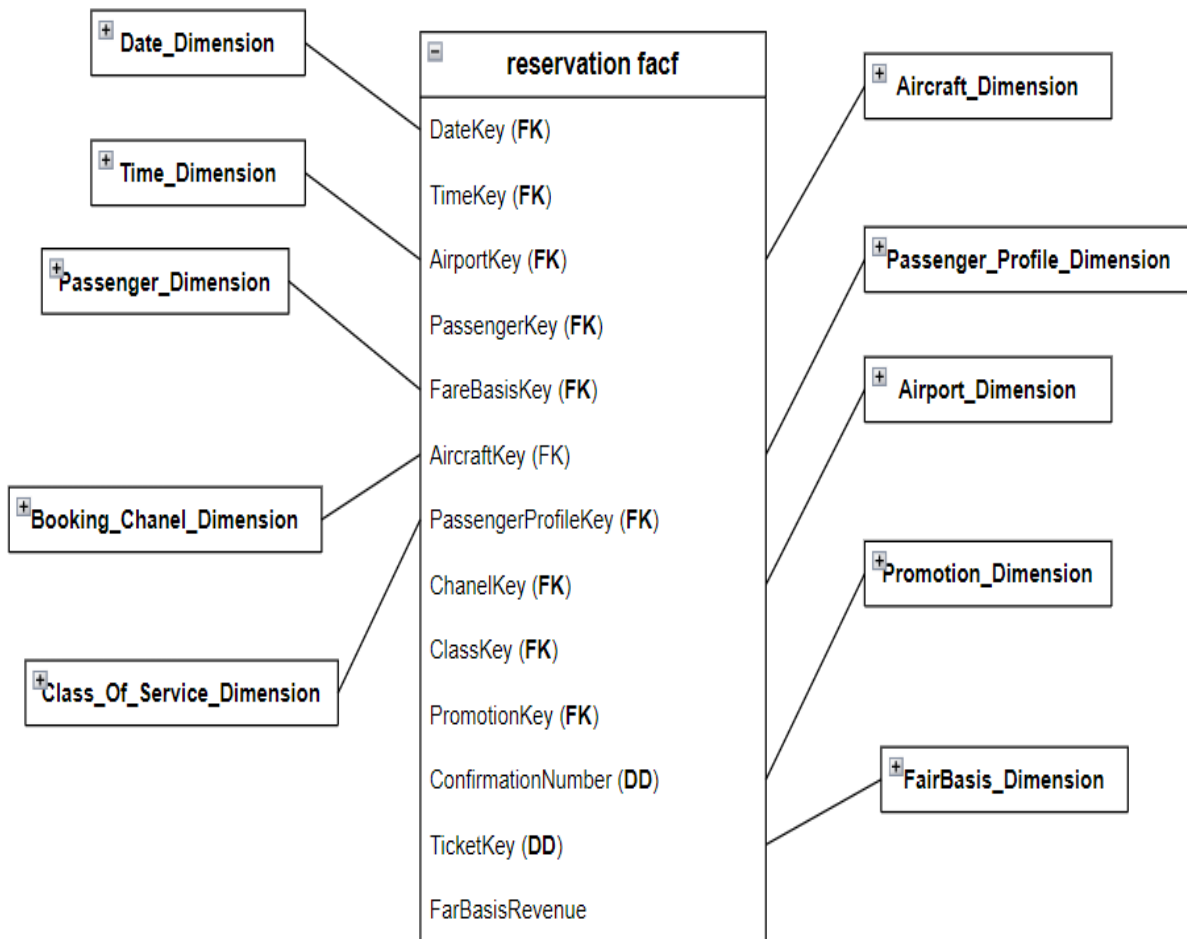 Date_Dimension
Time_Dimension
Passenger_Dimension
Booking_Chanel_Dimension
Class_Of_Service_Dimension
reservation facf
DateKey (FK)
TimeKey (FK)
AirportKey (FK)
PassengerKey (FK)
FareBasisKey (FK)
AircraftKey (FK)
PassengerProfileKey (FK)
ChanelKey (FK)
ClassKey (FK)
PromotionKey (FK)
ConfirmationNumber (DD)
TicketKey (DD)
FarBasisRevenue
Aircraft_Dimension
Passenger_Profile_Dimension
Airport_Dimension
Promotion_Dimension
FairBasis_Dimension